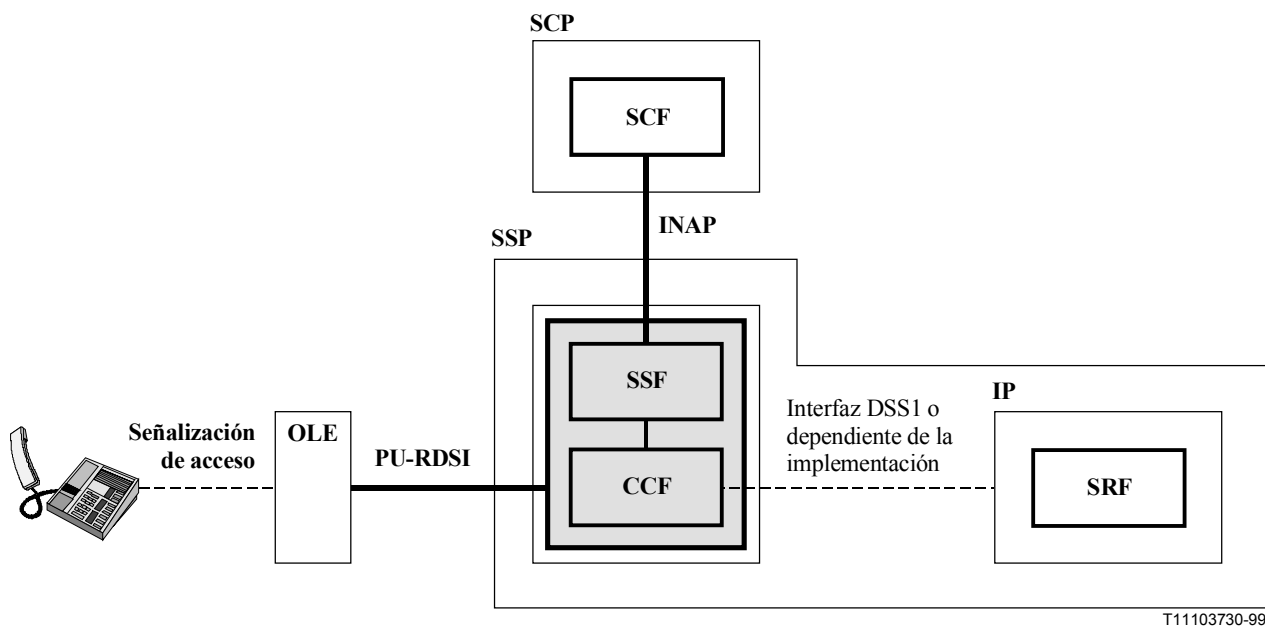 SCP
SCF
INAP
SSP
SSF
IP
Interfaz DSS1 o
dependiente de la
implementación
Señalización
de acceso
OLE
PU-RDSI
CCF
SRF
T11103730-99